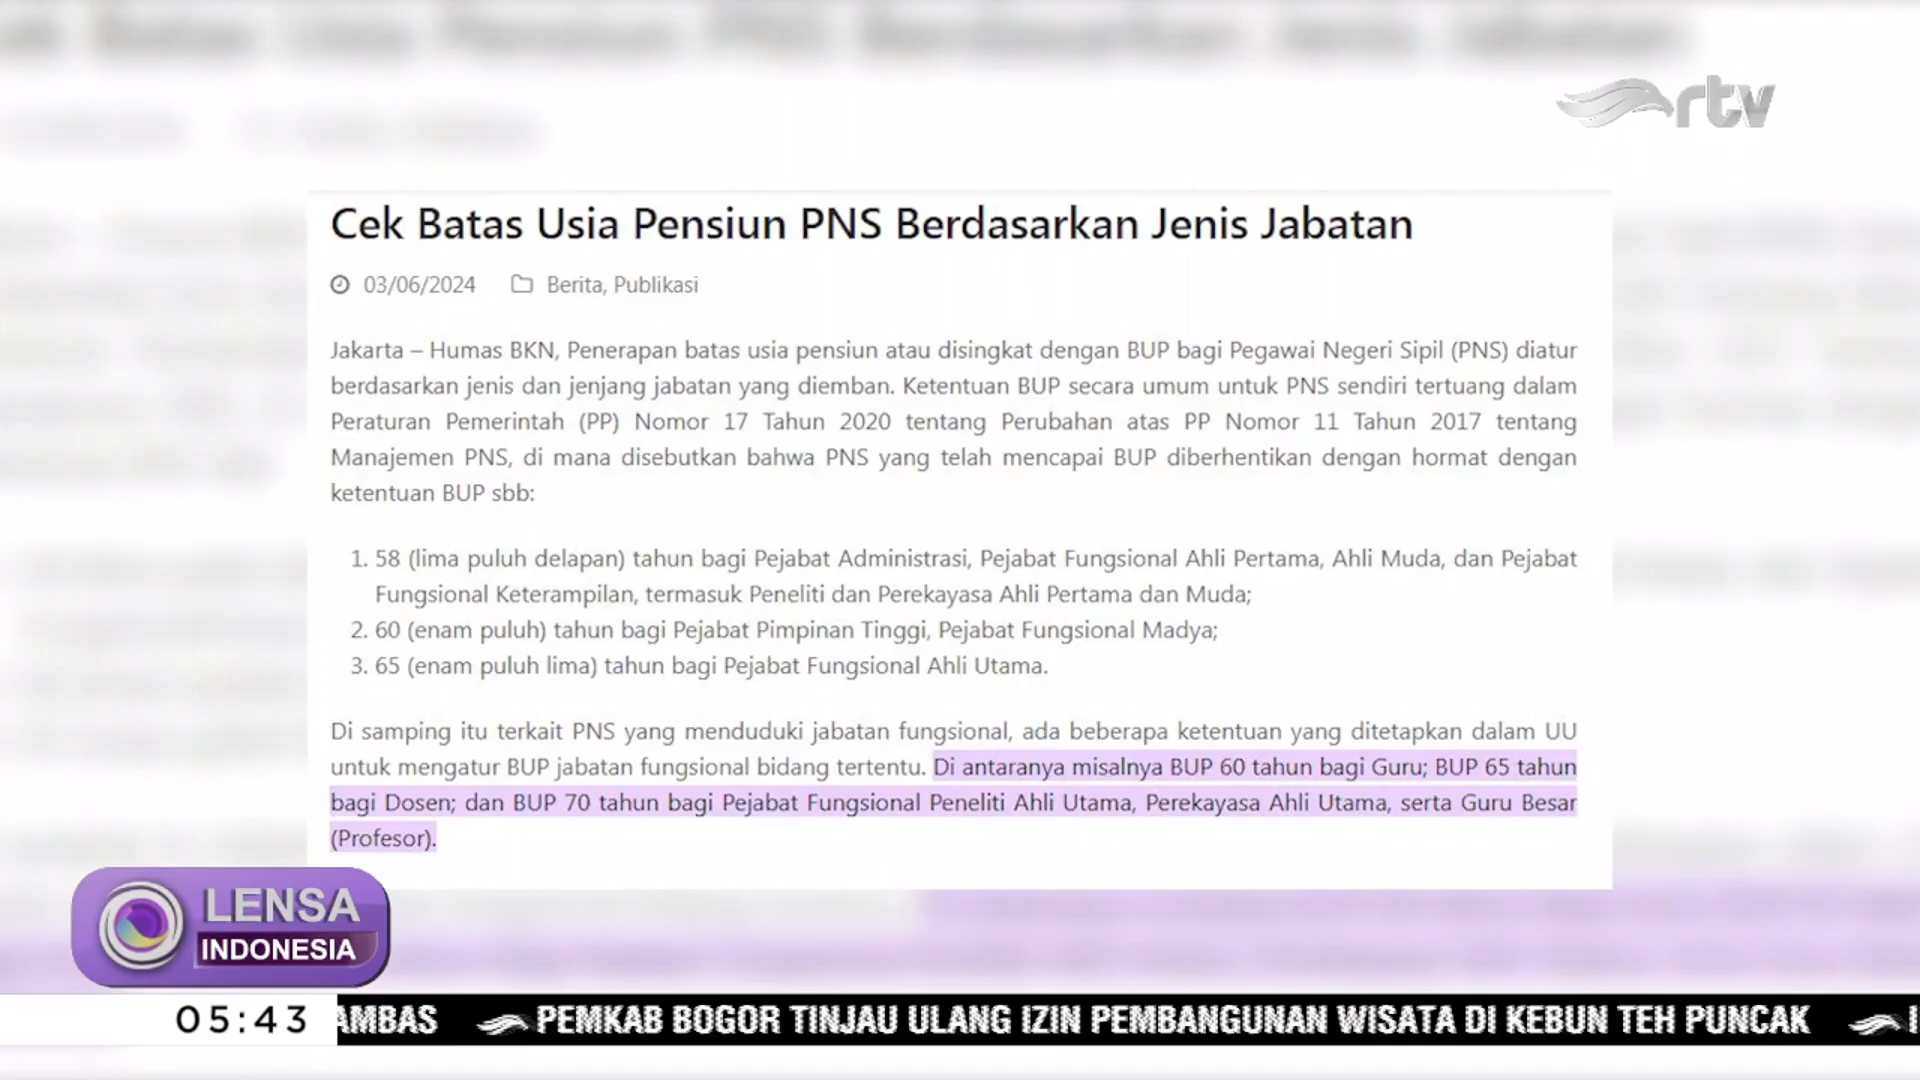 rtv
Cek Batas Usia Pensiun PNS Berdasarkan Jenis Jabatan
03/06/2024 Berita, Publikasi
Jakarta – Humas BKN, Penerapan batas usia pensiun atau disingkat dengan BUP bagi Pegawai Negeri Sipil (PNS) diatur
berdasarkan jenis dan jenjang jabatan yang diemban. Ketentuan BUP secara umum untuk PNS sendiri tertuang dalam
Peraturan Pemerintah (PP) Nomor 17 Tahun 2020 tentang Perubahan atas PP Nomor 11 Tahun 2017 tentang
Manajemen PNS, di mana disebutkan bahwa PNS yang telah mencapai BUP diberhentikan dengan hormat dengan
ketentuan BUP sbb:
1. 58 (lima puluh delapan) tahun bagi Pejabat Administrasi, Pejabat Fungsional Ahli Pertama, Ahli Muda, dan Pejabat
Fungsional Keterampilan, termasuk Peneliti dan Perekayasa Ahli Pertama dan Muda;
2. 60 (enam puluh) tahun bagi Pejabat Pimpinan Tinggi, Pejabat Fungsional Madya;
3. 65 (enam puluh lima) tahun bagi Pejabat Fungsional Ahli Utama.
Di samping itu terkait PNS yang menduduki jabatan fungsional, ada beberapa ketentuan yang ditetapkan dalam UU
untuk mengatur BUP jabatan fungsional bidang tertentu. Di antaranya misalnya BUP 60 tahun bagi Guru; BUP 65 tahun
bagi Dosen; dan BUP 70 tahun bagi Pejabat Fungsional Peneliti Ahli Utama, Perekayasa Ahli Utama, serta Guru Besar
(Profesor).
LENSA
INDONESIA
05:43 AMBAS PEMKAB BOGOR TINJAU ULANG IZIN PEMBANGUNAN WISATA DI KEBUN TEH PUNCAK